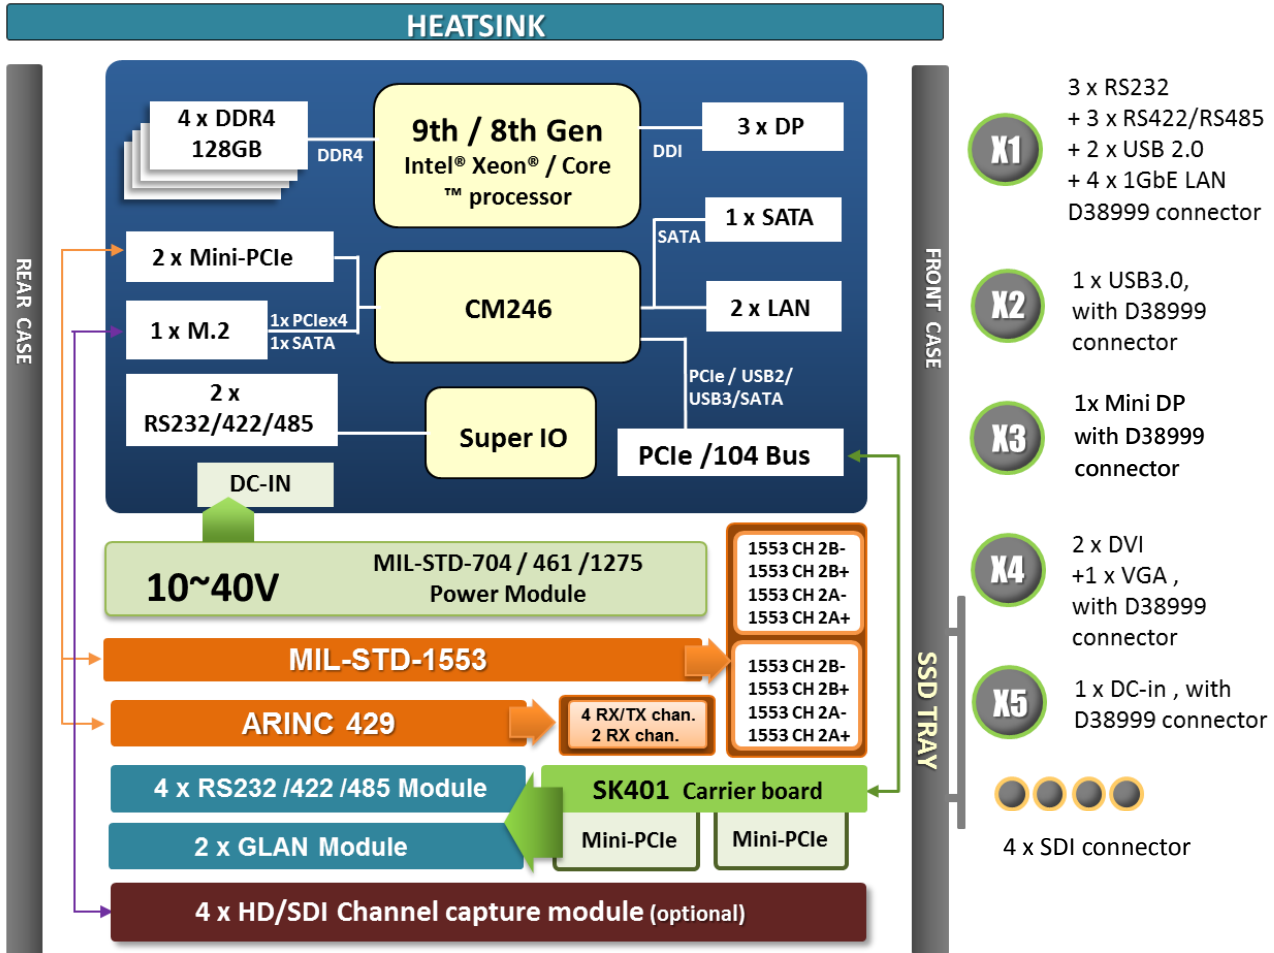 HEATSINK
REAR CASE
4 x DDR4
128GB
DDR4
9th / 8th Gen
Intel® Xeon® / Core
™ processor
DDI
3 x DP
2 x Mini-PCIe
1 x M.2
1x PCIex4
1x SATA
CM246
SATA
1 x SATA
2 x LAN
PCIe / USB2/
USB3/SATA
2 x
RS232/422/485
Super IO
PCIe /104 Bus
DC-IN
10~40V
MIL-STD-704 / 461 /1275
Power Module
1553 CH 2B-
1553 CH 2B+
1553 CH 2A-
1553 CH 2A+
MIL-STD-1553
1553 CH 2B-
1553 CH 2B+
1553 CH 2A-
1553 CH 2A+
ARINC 429
4 RX/TX chan.
2 RX chan.
4 x RS232 /422 /485 Module
SK401 Carrier board
2 x GLAN Module
Mini-PCIe
Mini-PCIe
4 x HD/SDI Channel capture module (optional)
FRONT CASE
SSD TRAY
X1
3 x RS232
+ 3 x RS422/RS485
+ 2 x USB 2.0
+ 4 x 1GbE LAN
D38999 connector
X2
1 x USB3.0,
with D38999
connector
X3
1x Mini DP
with D38999
connector
X4
2 x DVI
+1 x VGA ,
with D38999
connector
X5
1 x DC-in , with
D38999 connector
4 x SDI connector